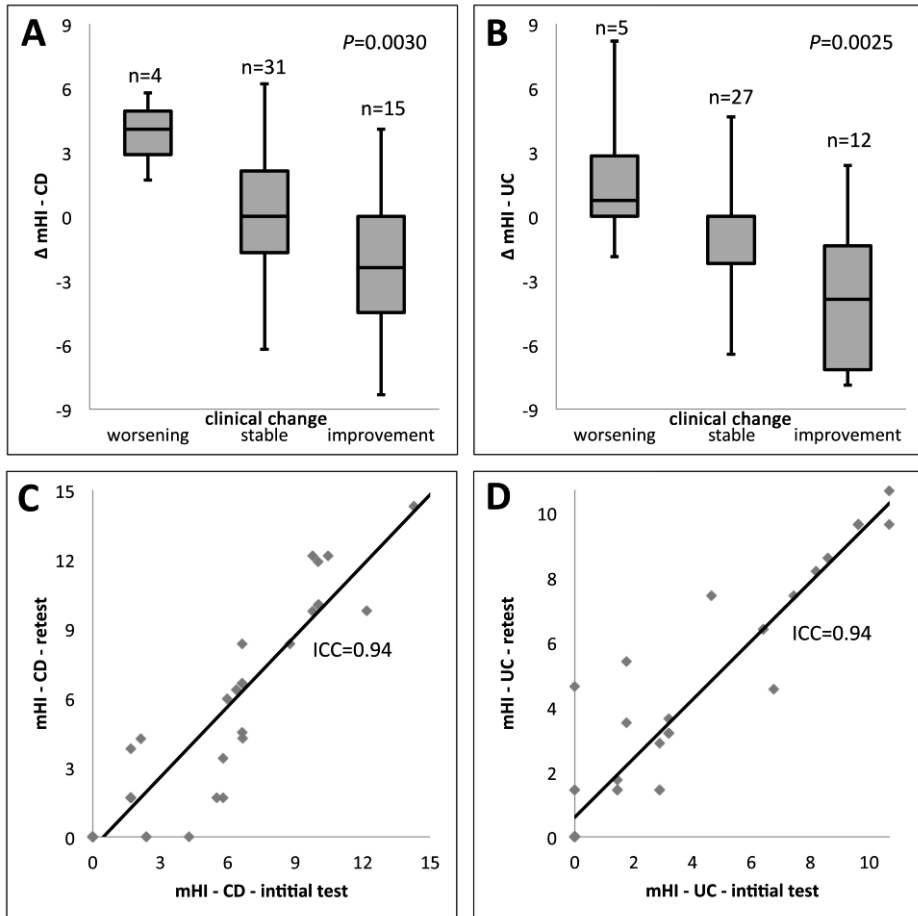 A
P=0.0030
9
6
3
0
-3
-6
-9
Δ mHI - CD
n=4
n=31
n=15
clinical change
worsening
stable
improvement
B
P=0.0025
9
6
3
0
-3
-6
-9
Δ mHI - UC
n=5
n=27
n=12
clinical change
worsening
stable
improvement
C
15
12
9
6
3
0
mHI - CD - retest
ICC=0.94
0 3 6 9 12 15
mHI - CD - intitial test
D
10
8
6
4
2
0
mHI - UC - retest
ICC=0.94
0 2 4 6 8 10
mHI - UC - intitial test